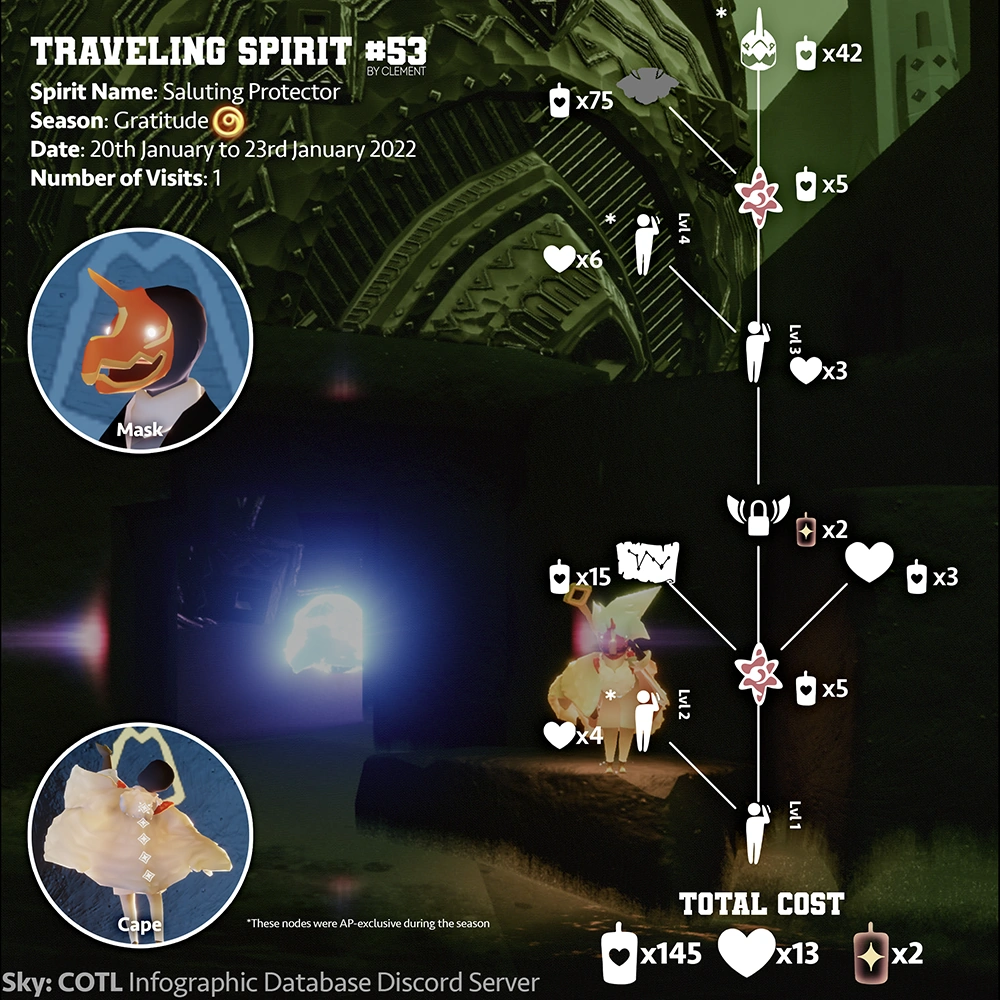 TRAVELING SPIRIT #53
BY CLEMENT
Spirit Name: Saluting Protector
Season: Gratitude
Date: 20th January to 23rd January 2022
Number of Visits: 1
*
x42
x75
x5
*
Lvl 4
x6
Lvl 3
x3
Mask
x2
x15
x3
x5
*
Lvl 2
x4
Lvl 1
Cape
TOTAL COST
*These nodes were AP-exclusive during the season
x145 x13 x2
Sky: COTL Infographic Database Discord Server